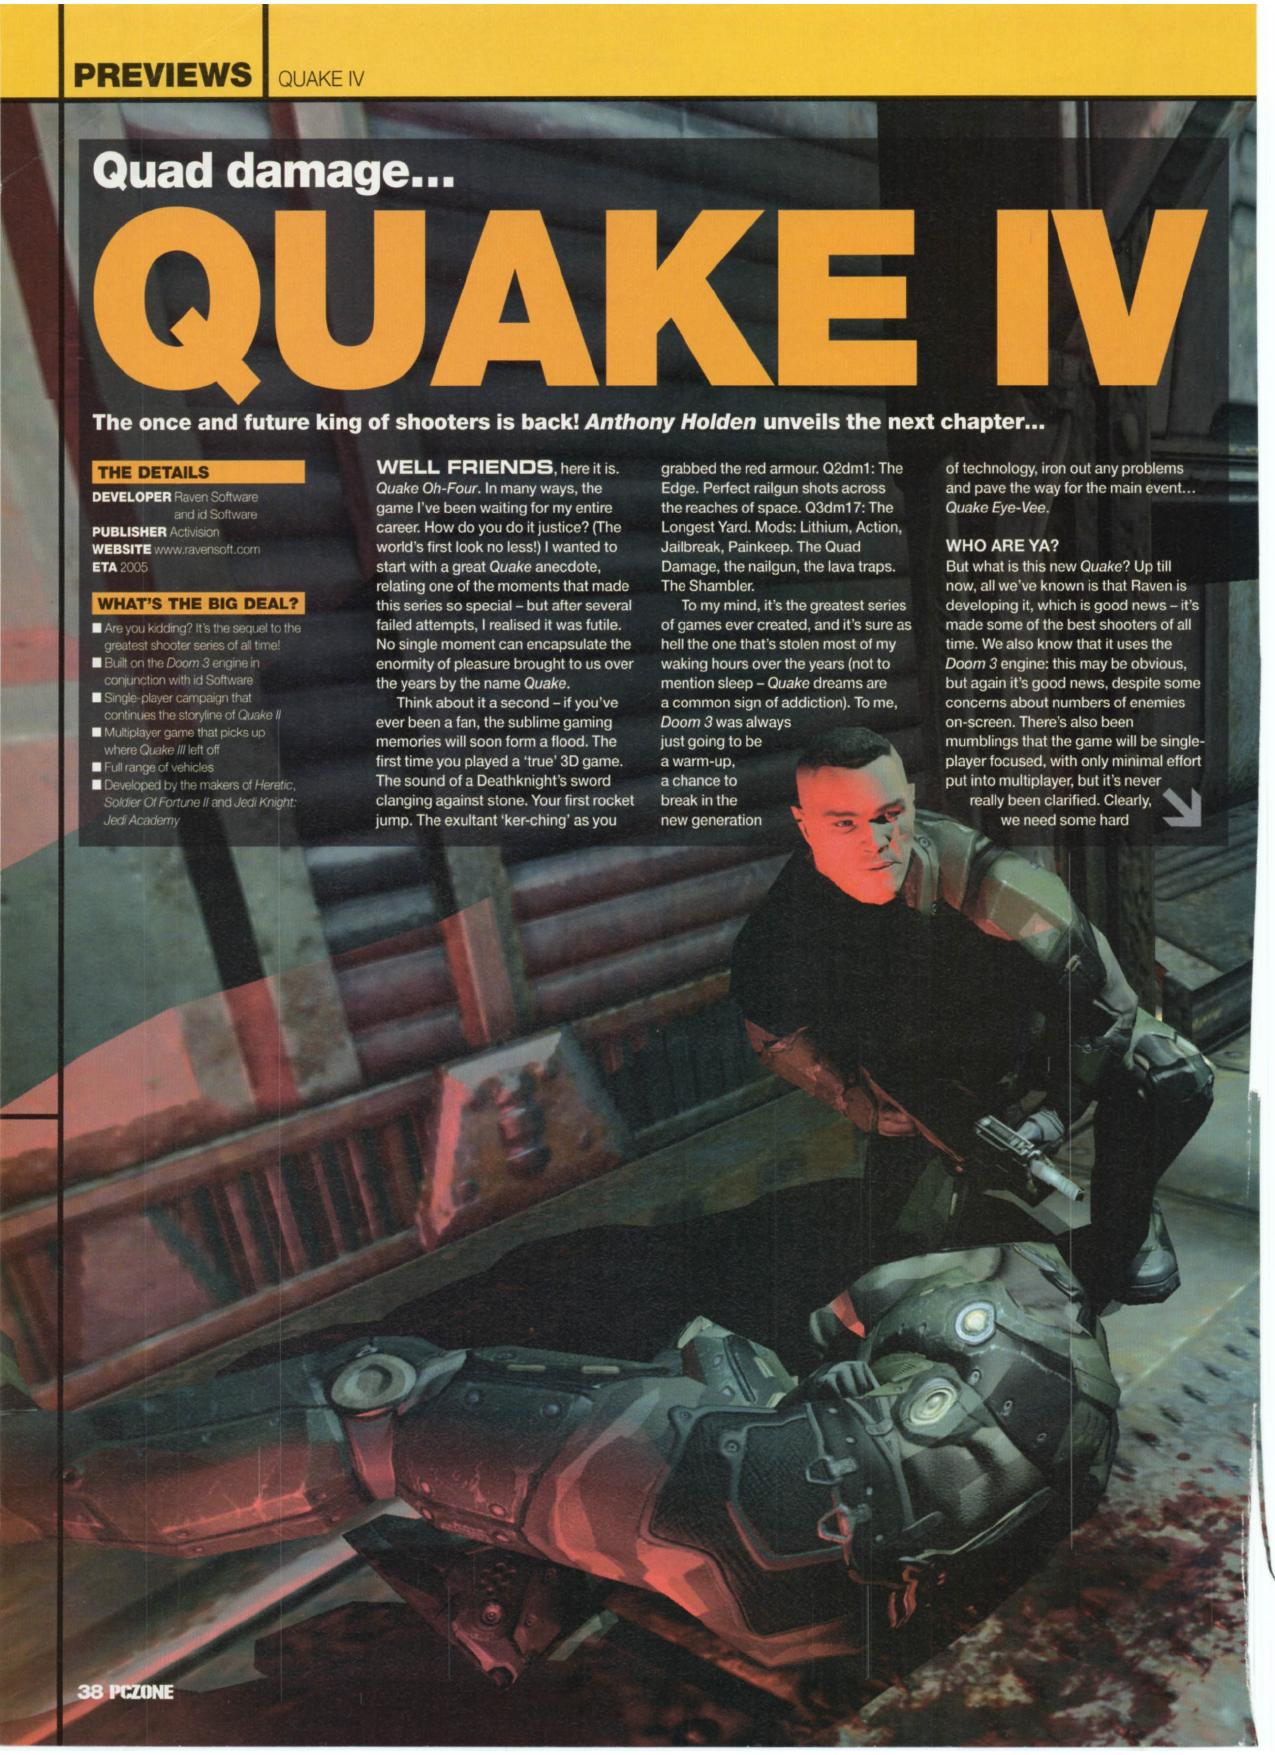 PREVIEWS QUAKE IV
Quad damage...
QUAKE IV
The once and future king of shooters is back! Anthony Holden unveils the next chapter...
THE DETAILS
DEVELOPER Raven Software
and id Software
PUBLISHER Activision
WEBSITE www.ravensoft.com
ETA 2005
WHAT'S THE BIG DEAL?
■ Are you kidding? It's the sequel to the
greatest shooter series of all time!
■ Built on the Doom 3 engine in
conjunction with id Software
■ Single-player campaign that
continues the storyline of Quake II
■ Multiplayer game that picks up
where Quake III left off
■ Full range of vehicles
■ Developed by the makers of Heretic,
Soldier Of Fortune II and Jedi Knight:
Jedi Academy
WELL FRIENDS, here it is.
Quake Oh-Four. In many ways, the
game I've been waiting for my entire
career. How do you do it justice? (The
world's first look no less!) I wanted to
start with a great Quake anecdote,
relating one of the moments that made
this series so special – but after several
failed attempts, I realised it was futile.
No single moment can encapsulate the
enormity of pleasure brought to us over
the years by the name Quake.
Think about it a second – if you've
ever been a fan, the sublime gaming
memories will soon form a flood. The
first time you played a 'true' 3D game.
The sound of a Deathknight's sword
clanging against stone. Your first rocket
jump. The exultant 'ker-ching' as you
grabbed the red armour. Q2dm1: The
Edge. Perfect railgun shots across
the reaches of space. Q3dm17: The
Longest Yard. Mods: Lithium, Action,
Jailbreak, Painkeep. The Quad
Damage, the nailgun, the lava traps.
The Shambler.
To my mind, it's the greatest series
of games ever created, and it's sure as
hell the one that's stolen most of my
waking hours over the years (not to
mention sleep – Quake dreams are
a common sign of addiction). To me,
Doom 3 was always
just going to be
a warm-up,
a chance to
break in the
new generation
of technology, iron out any problems
and pave the way for the main event...
Quake Eye-Vee.
WHO ARE YA?
But what is this new Quake? Up till
now, all we've known is that Raven is
developing it, which is good news – it's
made some of the best shooters of all
time. We also know that it uses the
Doom 3 engine: this may be obvious,
but again it's good news, despite some
concerns about numbers of enemies
on-screen. There's also been
mumblings that the game will be single-
player focused, with only minimal effort
put into multiplayer, but it's never
really been clarified. Clearly,
we need some hard
38 PCZONE